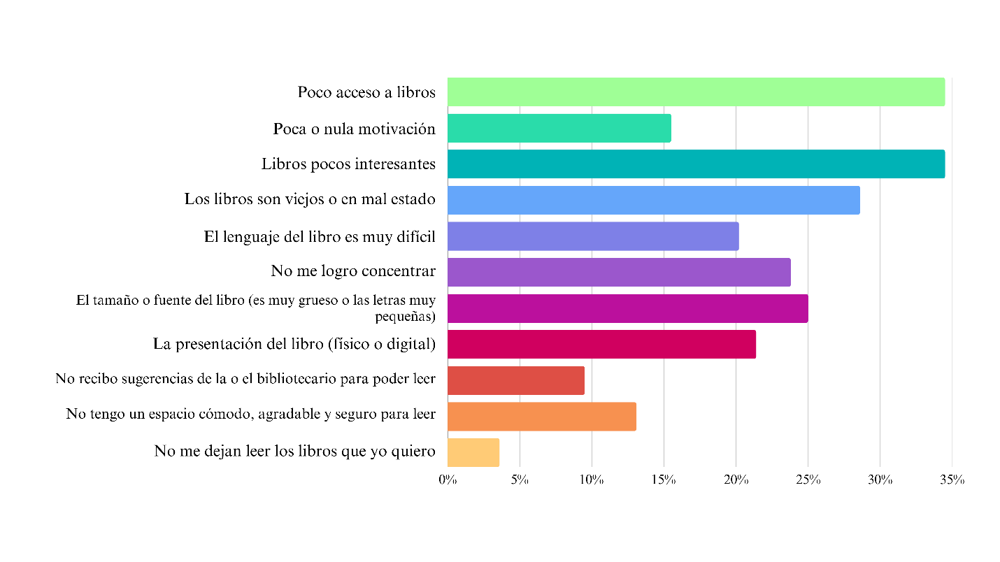 Poco acceso a libros
Poca o nula motivación
Libros pocos interesantes
Los libros son viejos o en mal estado
El lenguaje del libro es muy difícil
No me logro concentrar
El tamaño o fuente del libro (es muy grueso o las letras muy
pequeñas)
La presentación del libro (físico o digital)
No recibo sugerencias de la o el bibliotecario para poder leer
No tengo un espacio cómodo, agradable y seguro para leer
No me dejan leer los libros que yo quiero
0% 5% 10% 15% 20% 25% 30% 35%